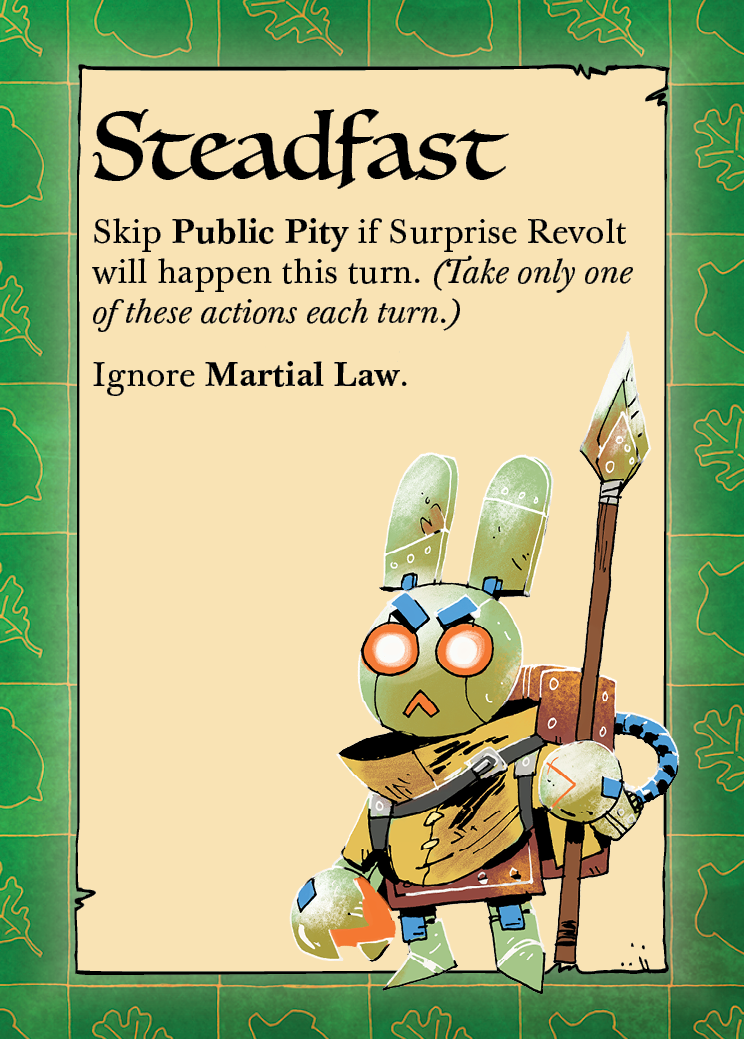 Steadfast
Skip Public Pity if Surprise Revolt
will happen this turn. (Take only one
of these actions each turn.)
Ignore Martial Law.